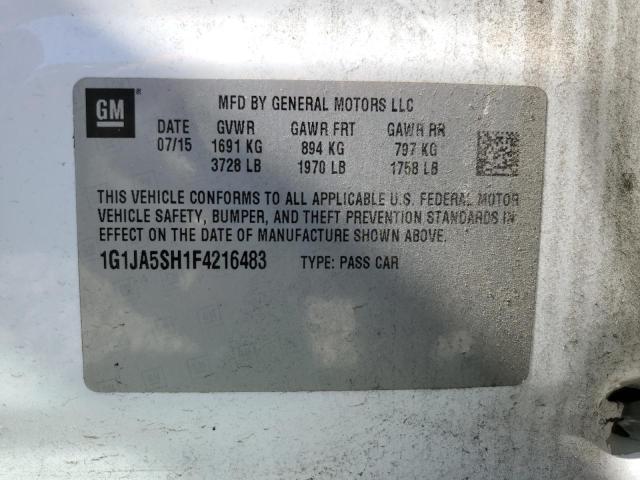 GM ®
MFD BY GENERAL MOTORS LLC
DATE GVWR GAWR FRT GAWR RR
07/15 1691 KG 894 KG 797 KG
3728 LB 1970 LB 1758 LB
THIS VEHICLE CONFORMS TO ALL APPLICABLE U.S. FEDERAL MOTOR
VEHICLE SAFETY, BUMPER, AND THEFT PREVENTION STANDARDS IN
EFFECT ON THE DATE OF MANUFACTURE SHOWN ABOVE.
1G1JA5SH1F4216483 TYPE: PASS CAR